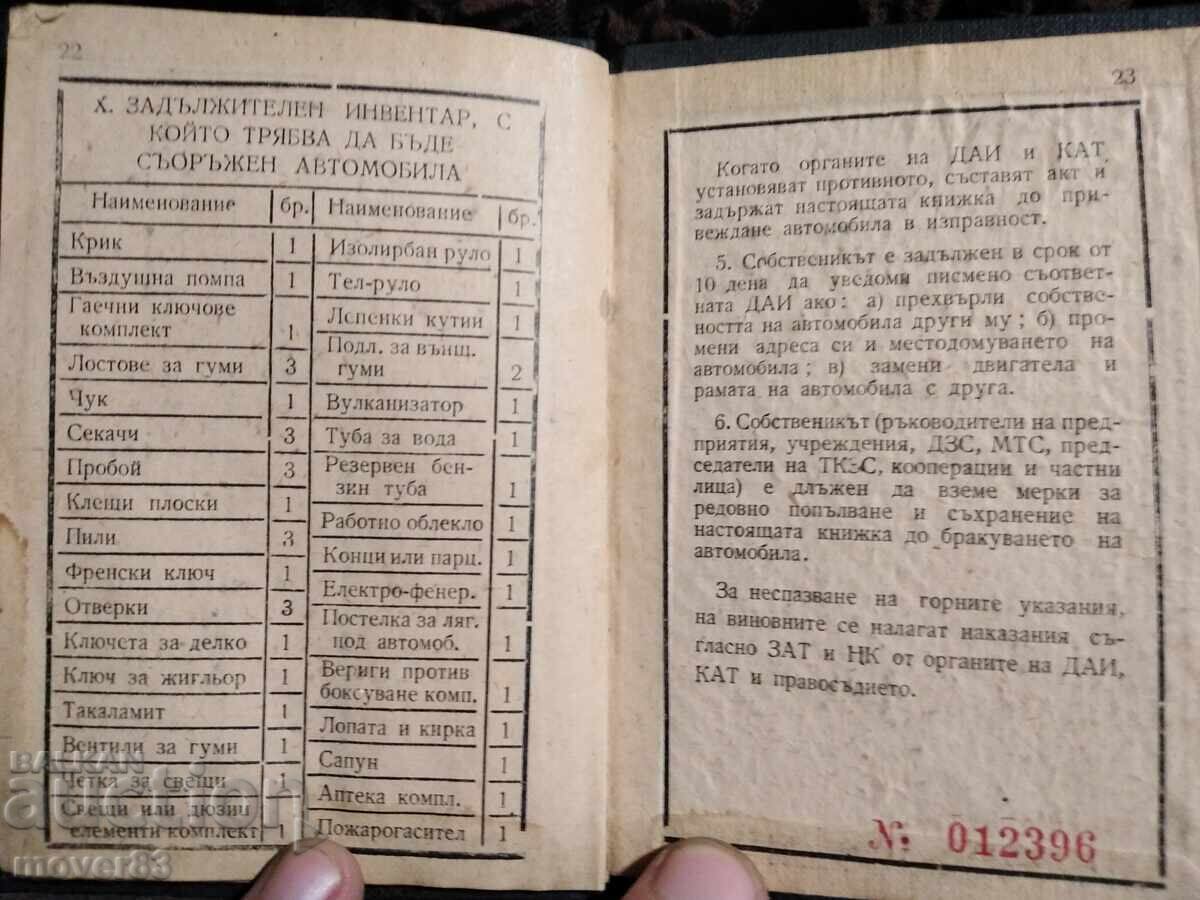 22
X. ЗАДЪЛЖИТЕЛЕН ИНВЕНТАР, С
КОЙТО ТРЯБВА ДА БЪДЕ
СЪОРЪЖЕН АВТОМОБИЛА
Наименование бр.
Крик 1
Въздушна помпа 1
Гаечни ключове
комплект 1
Лостове за гуми 3
Чук 1
Секачи 3
Пробой 3
Клещи плоски 1
Пили 3
Френски ключ 1
Отверки 3
Ключета за делко 1
Ключ за жигльор 1
Такаламит 1
Вентили за гуми 1
Четка за свещи 1
Свещи или дюзин
елементи комплект 1
Наименование бр.
Изолирбан руло 1
Тел-руло 1
Лепенки кутии 1
Подл. за външ.
гуми 2
Вулканизатор 1
Туба за вода 1
Резервен бен-
зин туба 1
Работно облекло 1
Конци или парц. 1
Електро-фенер. 1
Постелка за ляг.
под автомоб. 1
Вериги против
боксуване комп. 1
Лопата и кирка 1
Сапун 1
Аптека компл. 1
Пожарогасител 1
23
Когато органите на ДАИ и КАТ
установяват противното, съставят акт и
задържат настоящата книжка до при-
веждане автомобила в изправност.
5. Собственикът е задължен в срок от
10 дена да уведоми писмено съответ-
ната ДАИ ако: а) прехвърли собстве-
ността на автомобила други му; б) про-
мени адреса си и местодомуването на
автомобила; в) замени двигателя и
рамата на автомобила с друга.
6. Собственикът (ръководители на пред-
приятия, учреждения, ДЗС, МТС, пред-
седатели на ТКЗС, кооперации и частни
лица) е длъжен да вземе мерки за
редовно попълване и съхранение на
настоящата книжка до бракуването на
автомобила.
За неспазване на горните указания,
на виновните се налагат наказания съ-
гласно ЗАТ и НК от органите на ДАИ,
КАТ и правосъдието.
№ 012396
BALKAN
auction
mover83